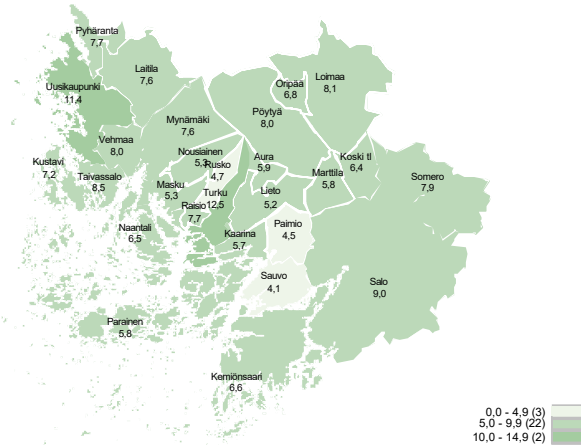 Pyhäranta
7,7
Laitila
7,6
Loimaa
8,1
Oripää
6,8
Uusikaupunki
11,4
Pöytyä
8,0
Mynämäki
7,6
Vehmaa
8,0
Nousiainen
5,3
Rusko
4,7
Aura
5,9
Koski tl
6,4
Marttila
5,8
Kustavi
7,2
Taivassalo
8,5
Somero
7,9
Masku
5,3
Turku
12,5
Lieto
5,2
Raisio
7,7
Naantali
6,5
Kaarina
5,7
Paimio
4,5
Sauvo
4,1
Salo
9,0
Parainen
5,8
Kemiönsaari
6,6
0,0 - 4,9 (3)
5,0 - 9,9 (22)
10,0 - 14,9 (2)